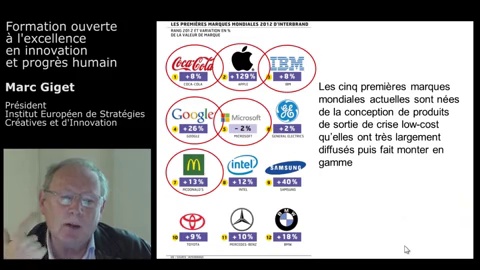 Formation ouverte
à l'excellence
en innovation
et progrès humain
Marc Giget
Président
Institut Européen de Stratégies
Créatives et d'Innovation
LES PREMIÈRES MARQUES MONDIALES 2012 D'INTERBRAND
RANG 2012 ET VARIATION EN %
DE LA VALEUR DE MARQUE
Coca-Cola
IBM
1 +8%
2 +129%
3 +8%
COCA-COLA
APPLE
IBM
Google
Microsoft
GE
4 +26%
5 -2%
6 +2%
GOOGLE
MICROSOFT
GENERAL ELECTRIC
M
intel
SAMSUNG
7 +13%
8 +12%
9 +40%
MCDONALD'S
INTEL
SAMSUNG
10 +9%
11 +10%
12 +18%
TOYOTA
MERCEDES-BENZ
BMW
Les cinq premières marques
mondiales actuelles sont nées
de la conception de produits
de sortie de crise low-cost
qu'elles ont très largement
diffusés puis fait monter en
gamme